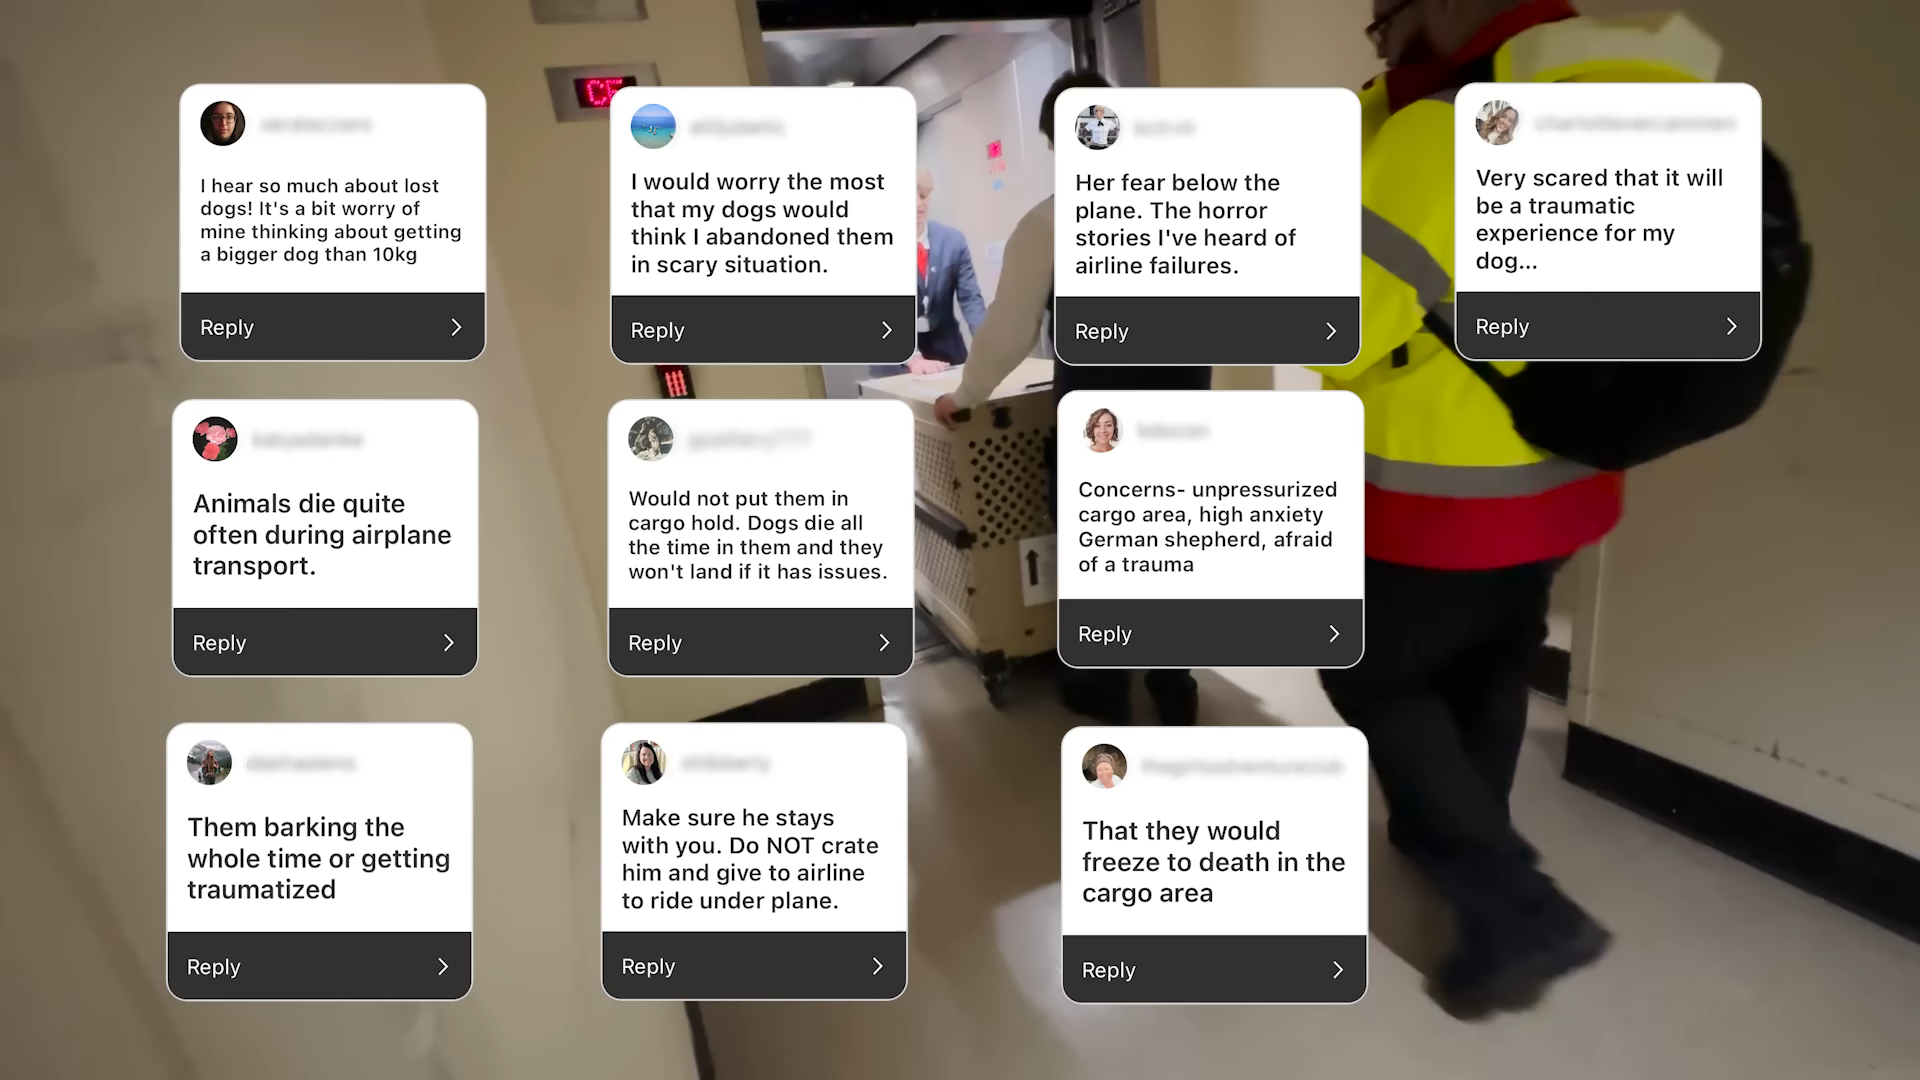 I hear so much about lost
dogs! It's a bit worry of
mine thinking about getting
a bigger dog than 10kg
Reply
I would worry the most
that my dogs would
think I abandoned them
in scary situation.
Reply
Her fear below the
plane. The horror
stories I've heard of
airline failures.
Reply
Very scared that it will
be a traumatic
experience for my
dog...
Reply
Animals die quite
often during airplane
transport.
Reply
Would not put them in
cargo hold. Dogs die all
the time in them and they
won't land if it has issues.
Reply
Concerns- unpressurized
cargo area, high anxiety
German shepherd, afraid
of a trauma
Reply
Them barking the
whole time or getting
traumatized
Reply
Make sure he stays
with you. Do NOT crate
him and give to airline
to ride under plane.
Reply
That they would
freeze to death in the
cargo area
Reply